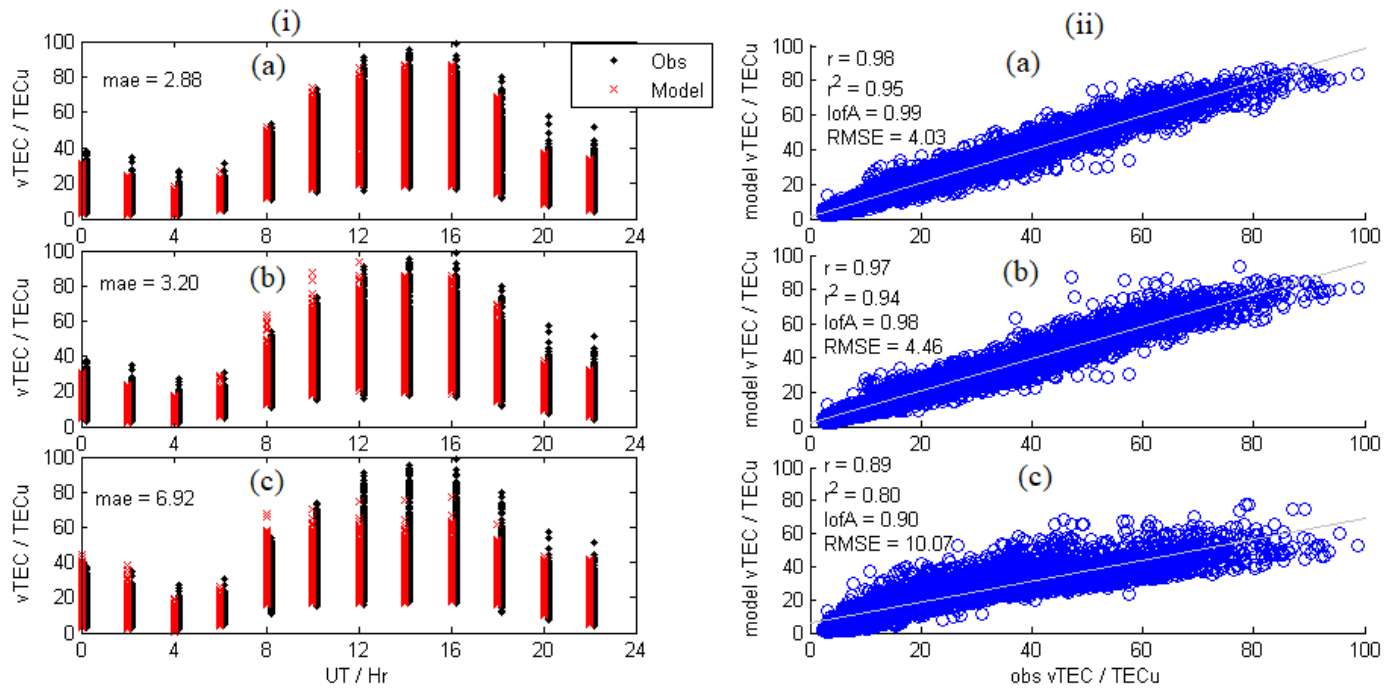 (i)
100
80
60
40
20
0
vTEC / TECu
mae = 2.88
(a)
Obs
Model
0 4 8 12 16 20 24
100
80
60
40
20
0
vTEC / TECu
mae = 3.20
(b)
0 4 8 12 16 20 24
100
80
60
40
20
0
vTEC / TECu
mae = 6.92
(c)
0 4 8 12 16 20 24
UT / Hr
(ii)
100
80
60
40
20
0
model vTEC / TECu
r = 0.98
r² = 0.95
IofA = 0.99
RMSE = 4.03
(a)
0 20 40 60 80 100
100
80
60
40
20
0
model vTEC / TECu
r = 0.97
r² = 0.94
IofA = 0.98
RMSE = 4.46
(b)
0 20 40 60 80 100
100
80
60
40
20
0
model vTEC / TECu
r = 0.89
r² = 0.80
IofA = 0.90
RMSE = 10.07
(c)
0 20 40 60 80 100
obs vTEC / TECu